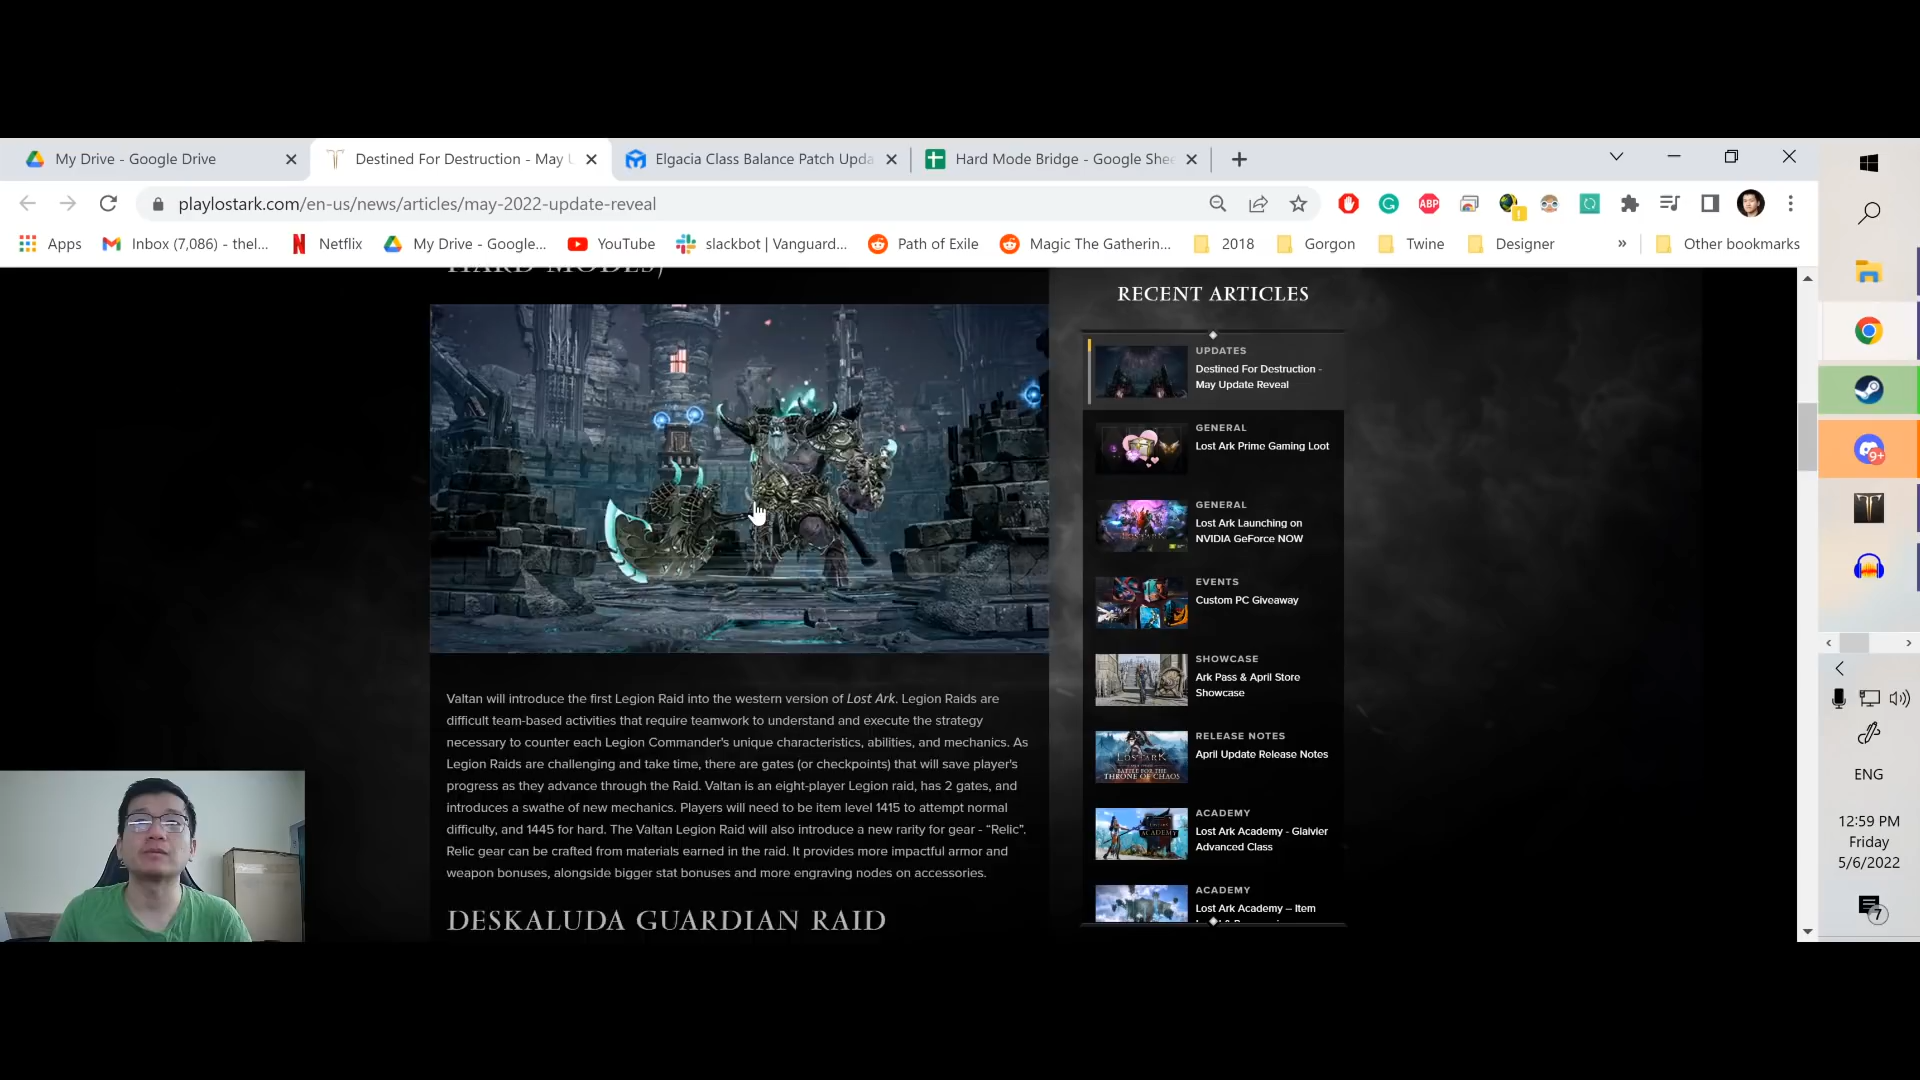 My Drive - Google Drive
Destined For Destruction - May
Elgacia Class Balance Patch Upda
Hard Mode Bridge - Google Shee
playlostark.com/en-us/news/articles/may-2022-update-reveal
ABP
Apps
Inbox (7,086) - thel...
Netflix
My Drive - Google...
YouTube
slackbot | Vanguard...
Path of Exile
Magic The Gatherin...
2018
Gorgon
Twine
Designer
»
Other bookmarks
HARD MODES)
Valtan will introduce the first Legion Raid into the western version of Lost Ark. Legion Raids are
difficult team-based activities that require teamwork to understand and execute the strategy
necessary to counter each Legion Commander's unique characteristics, abilities, and mechanics. As
Legion Raids are challenging and take time, there are gates (or checkpoints) that will save player's
progress as they advance through the Raid. Valtan is an eight-player Legion raid, has 2 gates, and
introduces a swathe of new mechanics. Players will need to be item level 1415 to attempt normal
difficulty, and 1445 for hard. The Valtan Legion Raid will also introduce a new rarity for gear - “Relic”.
Relic gear can be crafted from materials earned in the raid. It provides more impactful armor and
weapon bonuses, alongside bigger stat bonuses and more engraving nodes on accessories.
DESKALUDA GUARDIAN RAID
RECENT ARTICLES
UPDATES
Destined For Destruction -
May Update Reveal
GENERAL
Lost Ark Prime Gaming Loot
GENERAL
Lost Ark Launching on
NVIDIA GeForce NOW
EVENTS
Custom PC Giveaway
SHOWCASE
Ark Pass & April Store
Showcase
RELEASE NOTES
April Update Release Notes
LOST ARK
THRONE OF CHAOS
ACADEMY
Lost Ark Academy - Glaivier
Advanced Class
ACADEMY
ACADEMY
Lost Ark Academy – Item
9+
ENG
12:59 PM
Friday
5/6/2022
7